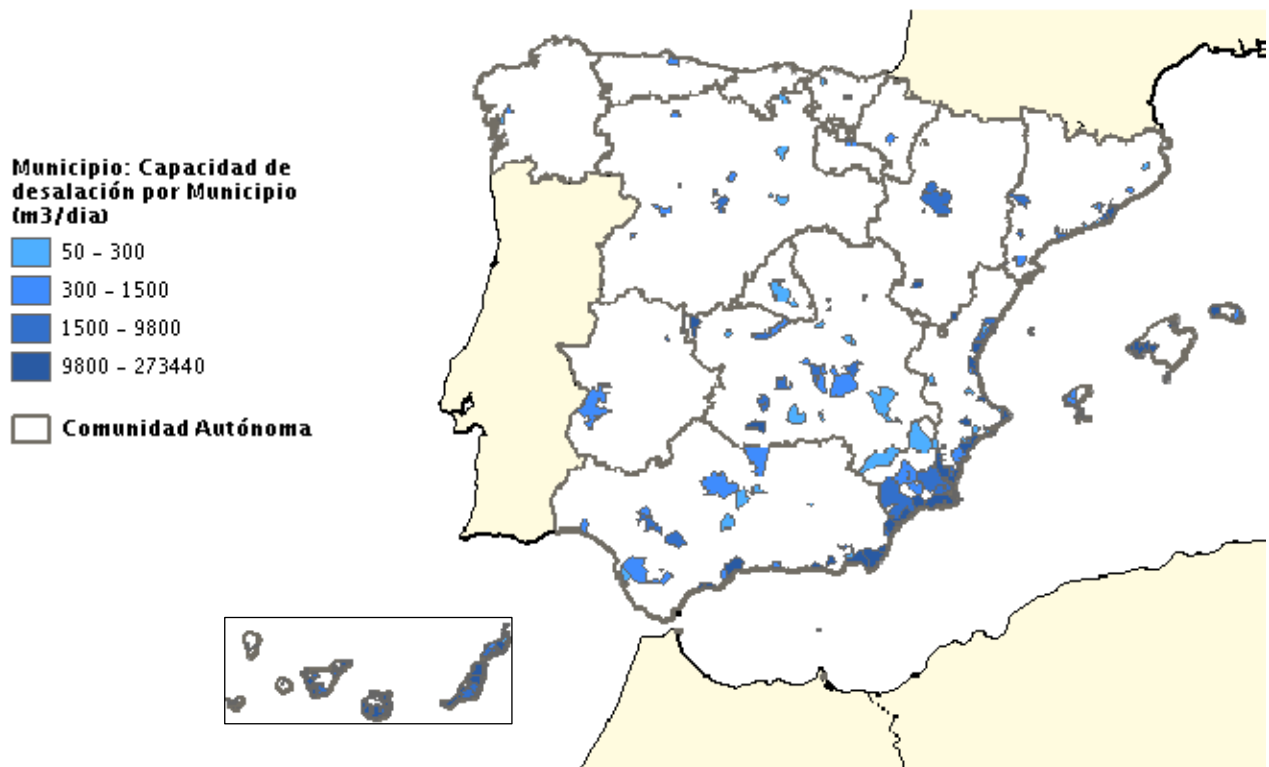 Municipio: Capacidad de
desalación por Municipio
(m3/dia)
50 - 300
300 - 1500
1500 - 9800
9800 - 273440
Comunidad Autónoma